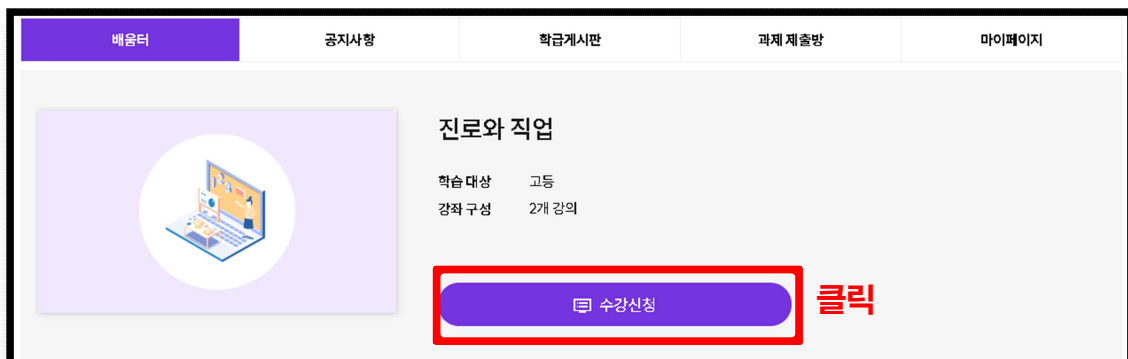 배움터 공지사항 학급게시판 과제 제출방 마이페이지
진로와 직업
학습 대상 고등
강좌 구성 2개 강의
수강신청 클릭